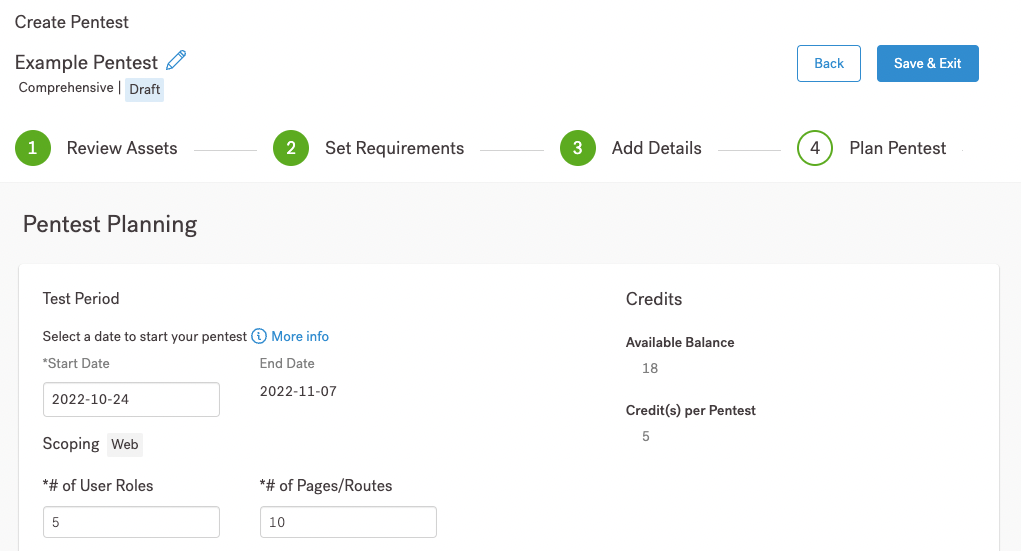 Create Pentest
Example Pentest
Comprehensive | Draft
Back
Save & Exit
1 Review Assets
2 Set Requirements
3 Add Details
4 Plan Pentest
Pentest Planning
Test Period
Select a date to start your pentest More info
*Start Date
End Date
2022-10-24
2022-11-07
Scoping Web
*# of User Roles
*# of Pages/Routes
5
10
Credits
Available Balance
18
Credit(s) per Pentest
5